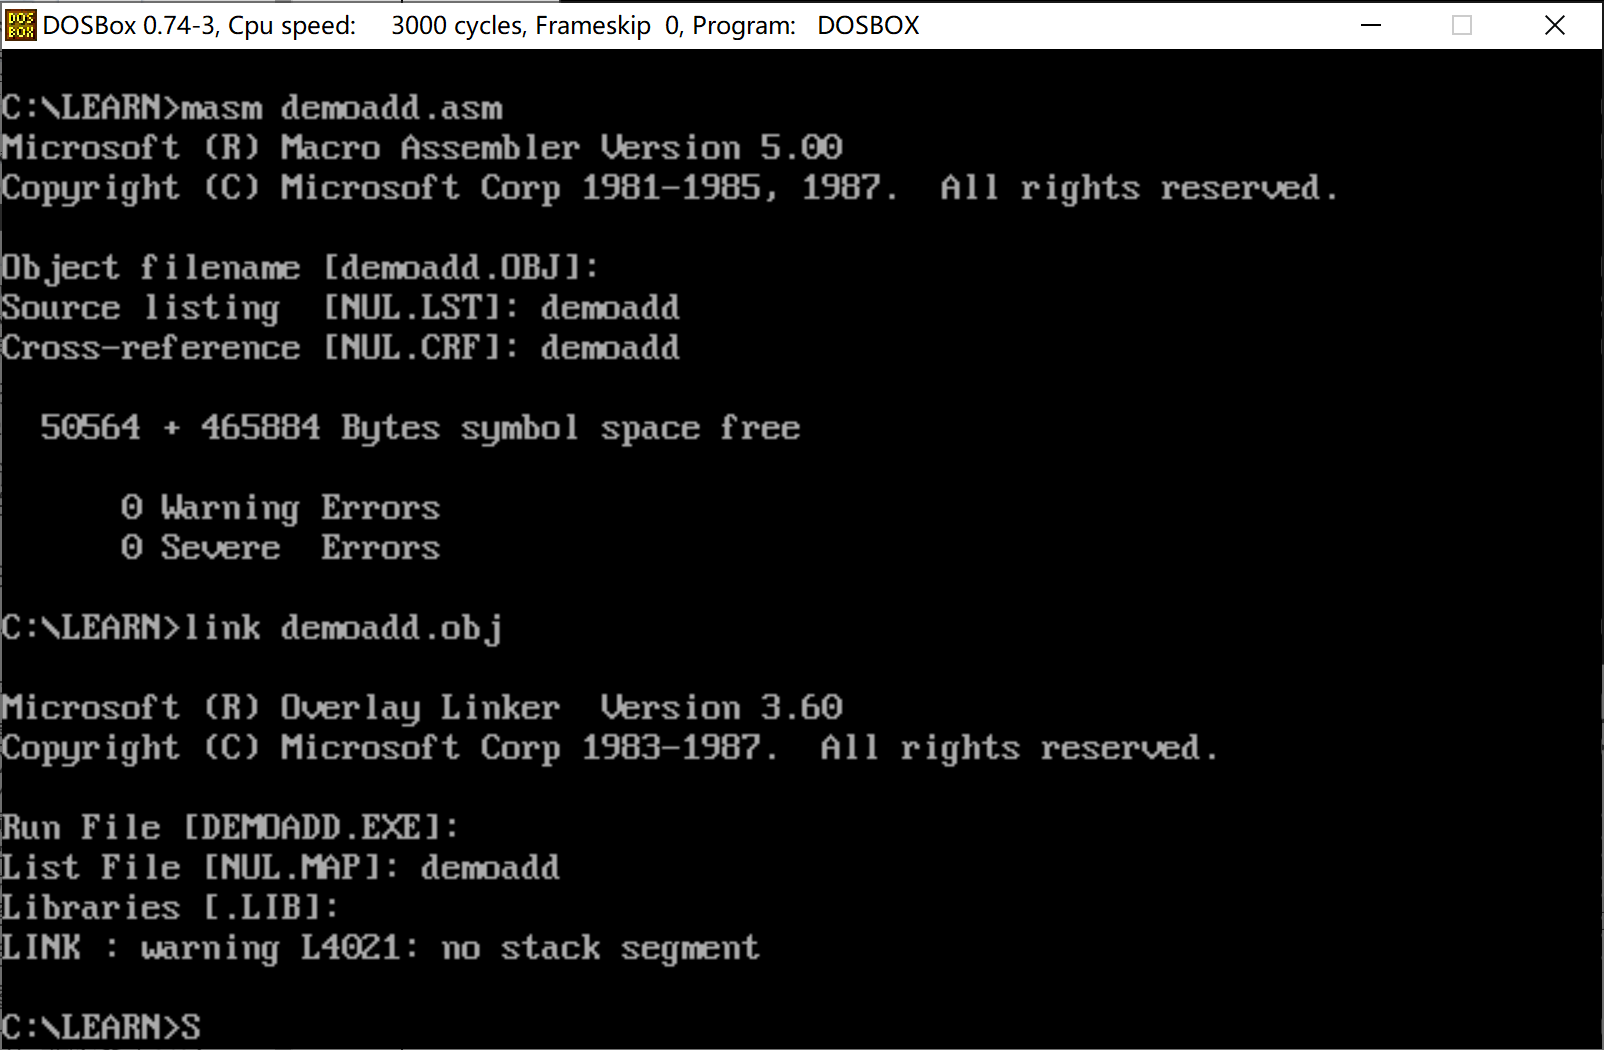 DOSBox 0.74-3, Cpu speed:    3000 cycles, Frameskip  0, Program:   DOSBOX
C:\LEARN>masm demoadd.asm
Microsoft (R) Macro Assembler Version 5.00
Copyright (C) Microsoft Corp 1981-1985, 1987.  All rights reserved.
Object filename [demoadd.OBJ]:
Source listing  [NUL.LST]: demoadd
Cross-reference [NUL.CRF]: demoadd
  50564 + 465884 Bytes symbol space free
      0 Warning Errors
      0 Severe  Errors
C:\LEARN>link demoadd.obj
Microsoft (R) Overlay Linker  Version 3.60
Copyright (C) Microsoft Corp 1983-1987.  All rights reserved.
Run File [DEMOADD.EXE]:
List File [NUL.MAP]: demoadd
Libraries [.LIB]:
LINK : warning L4021: no stack segment
C:\LEARN>S